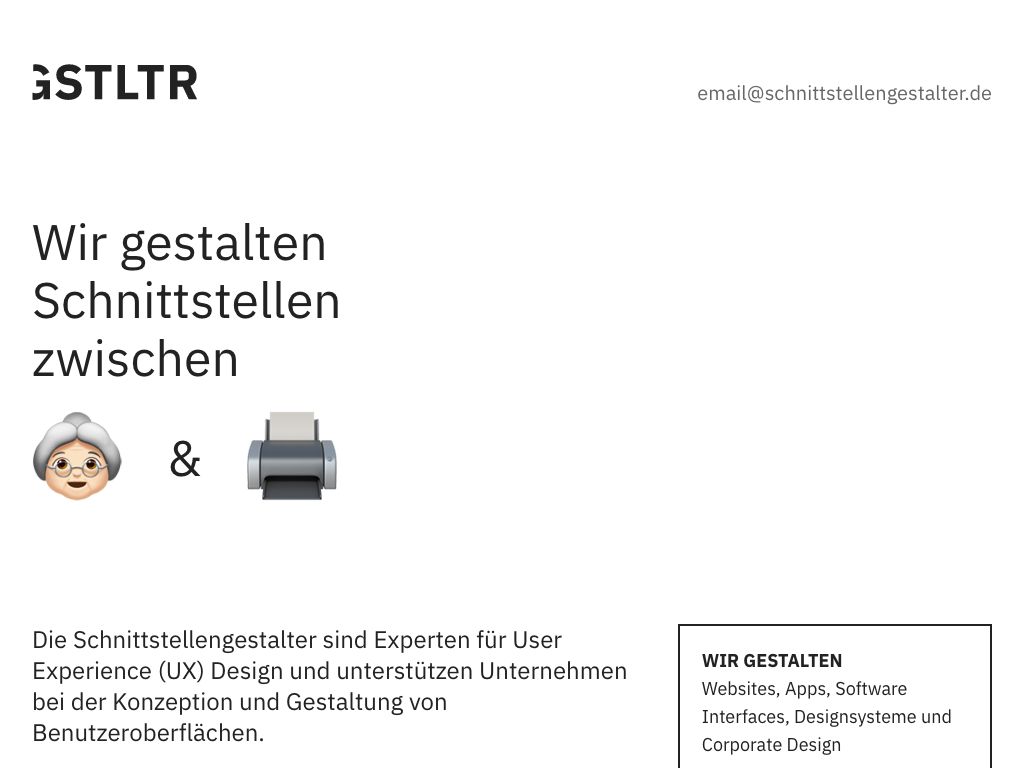 GSTLTR
email@schnittstellengestalter.de
Wir gestalten
Schnittstellen
zwischen
&
Die Schnittstellengestalter sind Experten für User
Experience (UX) Design und unterstützen Unternehmen
bei der Konzeption und Gestaltung von
Benutzeroberflächen.
WIR GESTALTEN
Websites, Apps, Software
Interfaces, Designsysteme und
Corporate Design